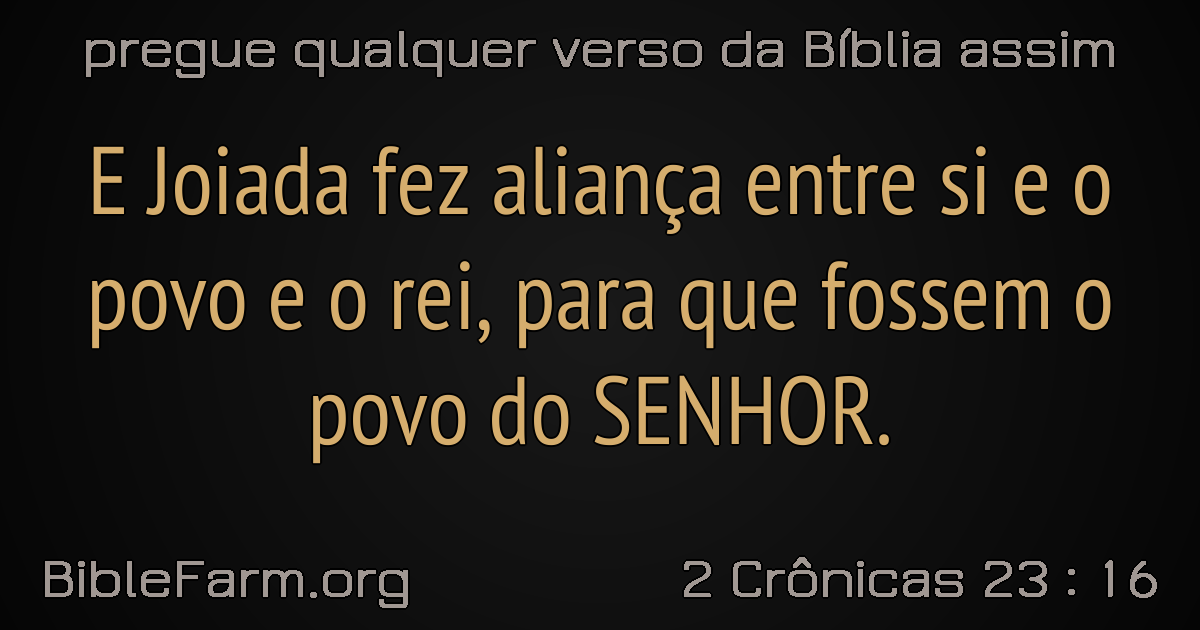 pregue qualquer verso da Bíblia assim
E Joiada fez aliança entre si e o
povo e o rei, para que fossem o
povo do SENHOR.
BibleFarm.org
2 Crônicas 23 : 16